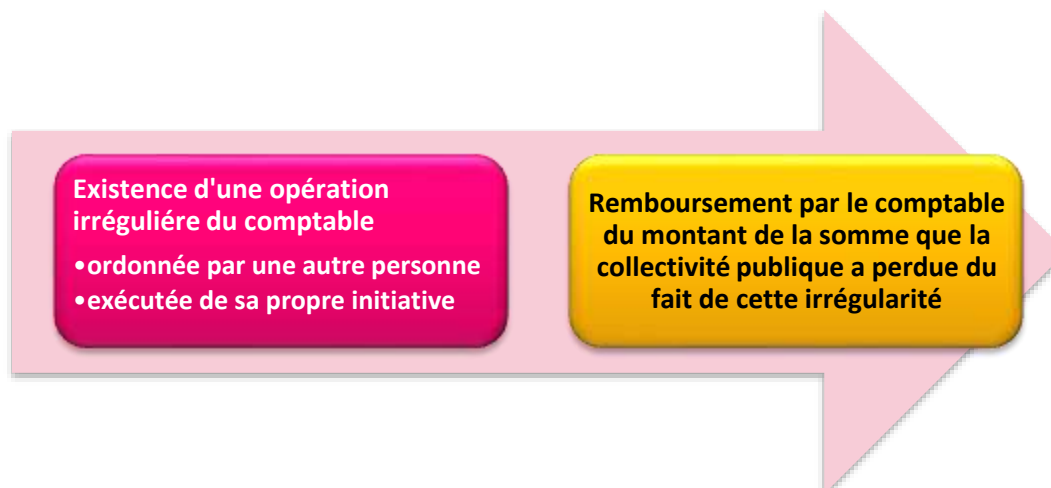 Existence d'une opération
irréguliére du comptable
•ordonnée par une autre personne
•exécutée de sa propre initiative
Remboursement par le comptable
du montant de la somme que la
collectivité publique a perdue du
fait de cette irrégularité